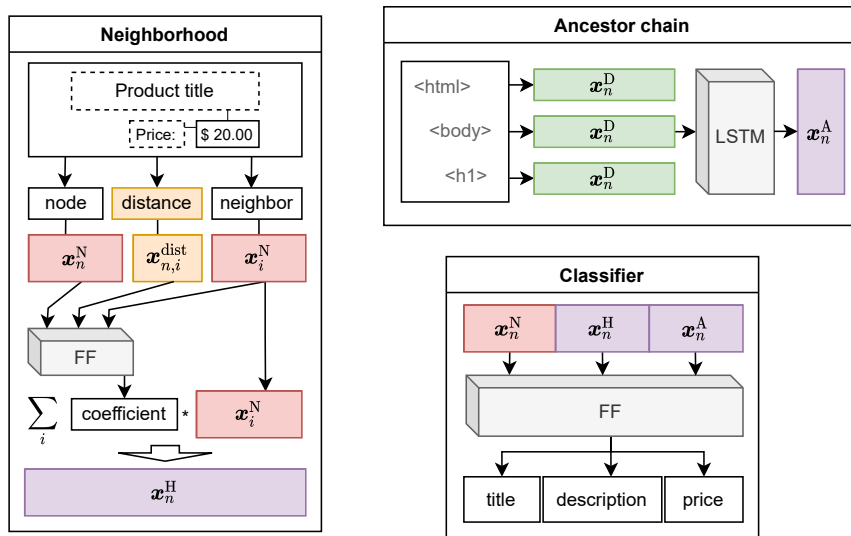 Neighborhood
Product title
Price:
$ 20.00
node
distance
neighbor
x_n^N
x_{n,i}^{dist}
x_i^N
FF
∑_i
coefficient
*
x_i^N
x_n^H
Ancestor chain
<html>
x_n^D
<body>
x_n^D
<h1>
x_n^D
LSTM
x_n^A
Classifier
x_n^N
x_n^H
x_n^A
FF
title
description
price